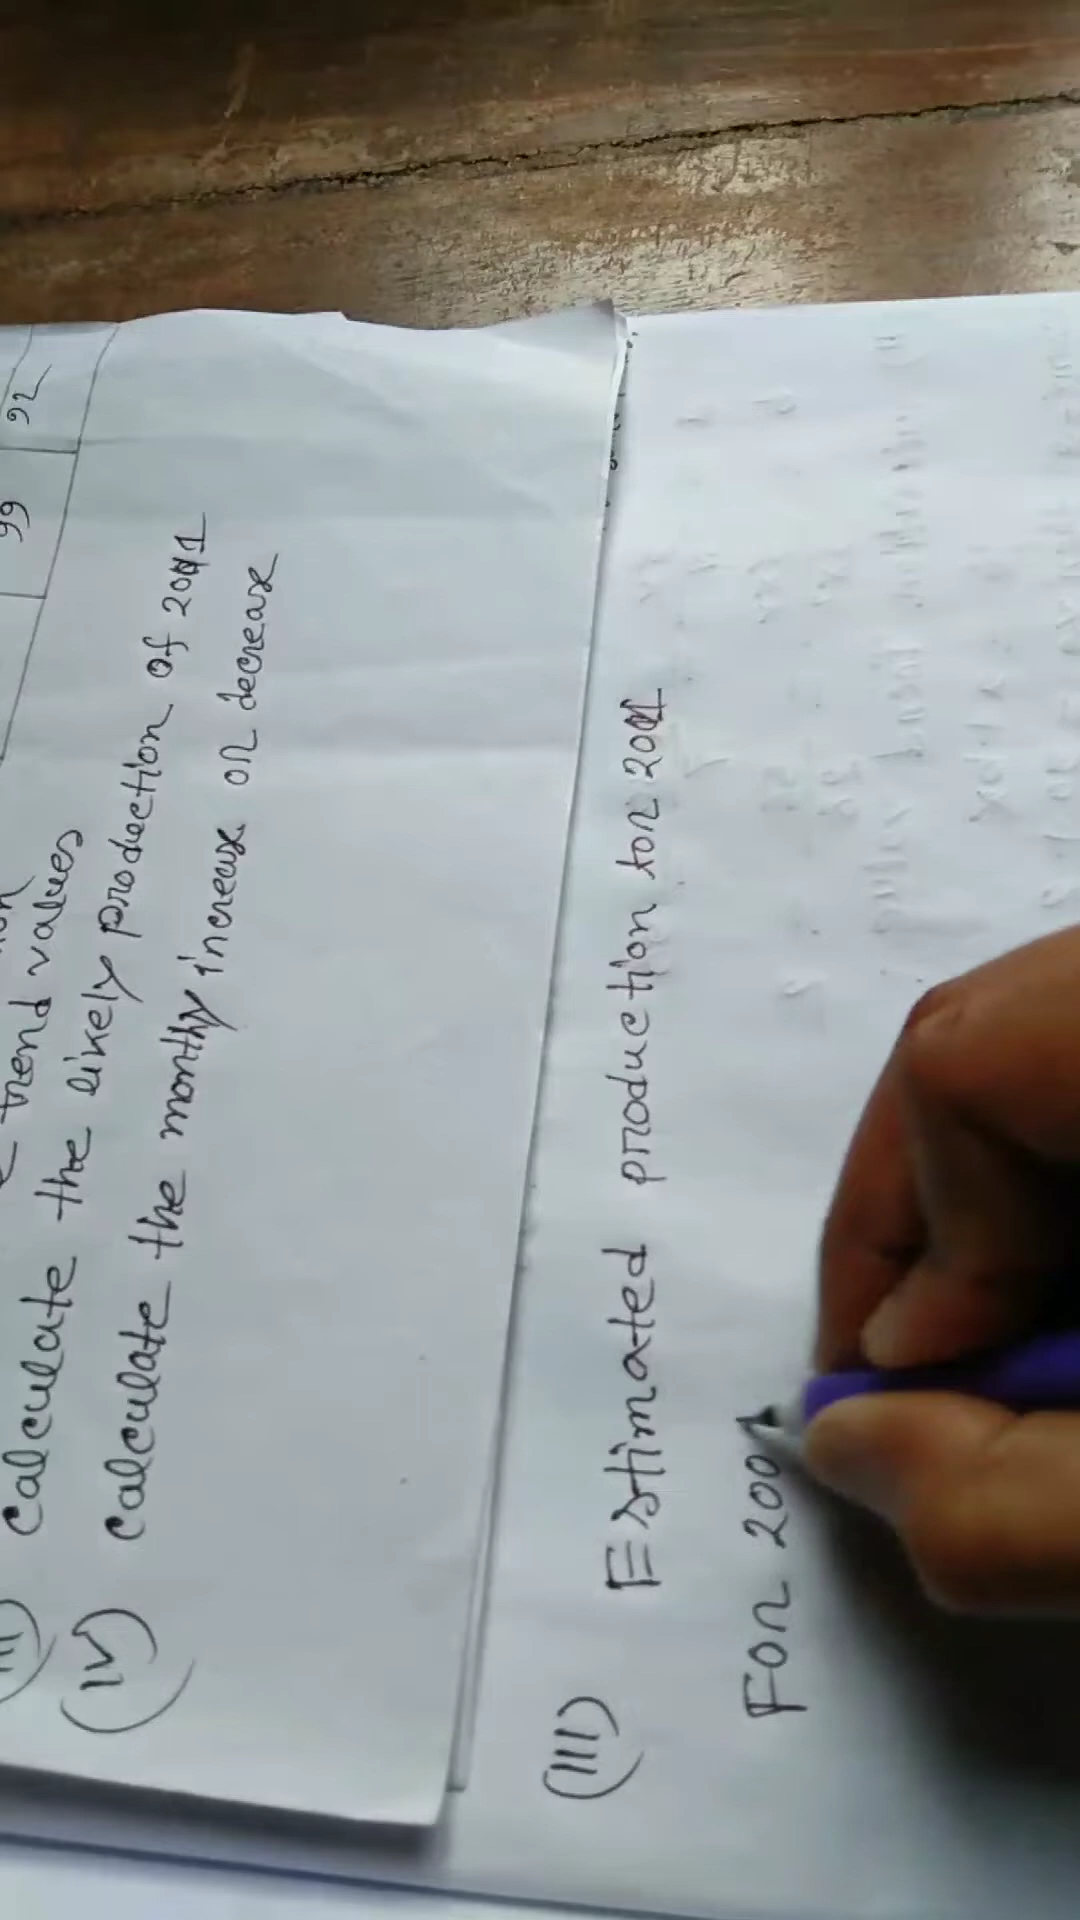 99 92
trend values
Calculate the likely production of 2001
(IV) Calculate the monthly increase or decrease
(III) Estimated production for 2001
For 2001